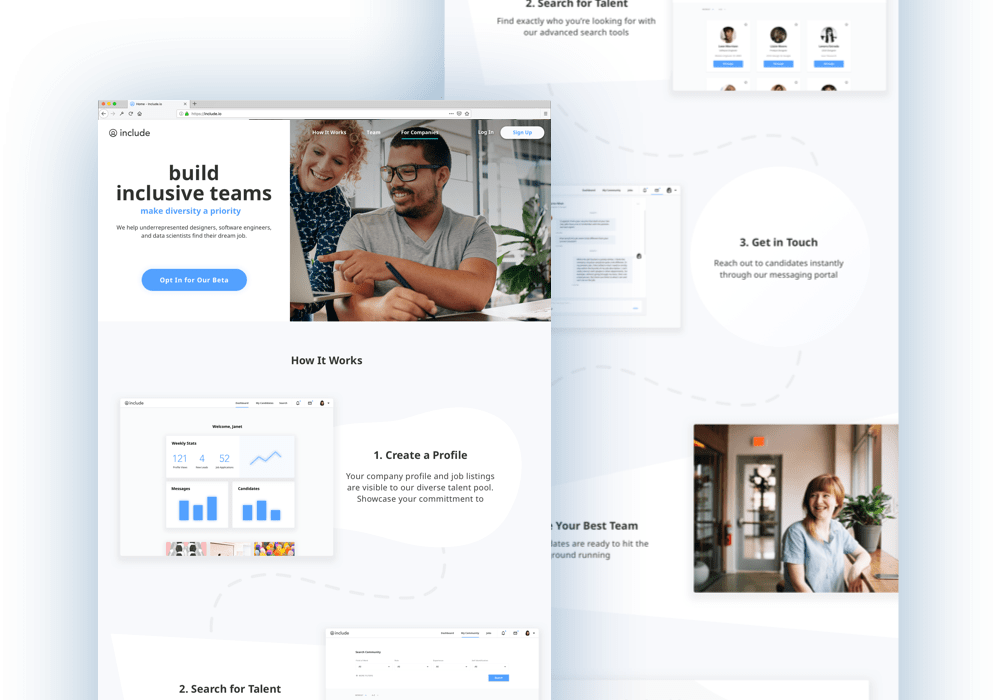 2. Search for Talent
Find exactly who you're looking for with
our advanced search tools
Home - include.io
https://include.io
include
How It Works
Team
For Companies
Log In
Sign Up
build
inclusive teams
make diversity a priority
We help underrepresented designers, software engineers,
and data scientists find their dream job.
Opt In for Our Beta
How It Works
include
Dashboard
My Candidates
Search
Welcome, Janet
Weekly Stats
121
4
52
Profile Views
Job Applications
Messages
Candidates
1. Create a Profile
Your company profile and job listings
are visible to our diverse talent pool.
Showcase your committment to
3. Get in Touch
Reach out to candidates instantly
through our messaging portal
e Your Best Team
dates are ready to hit the
round running
2. Search for Talent
include
Dashboard
My Community
Jobs
Search Community
Search